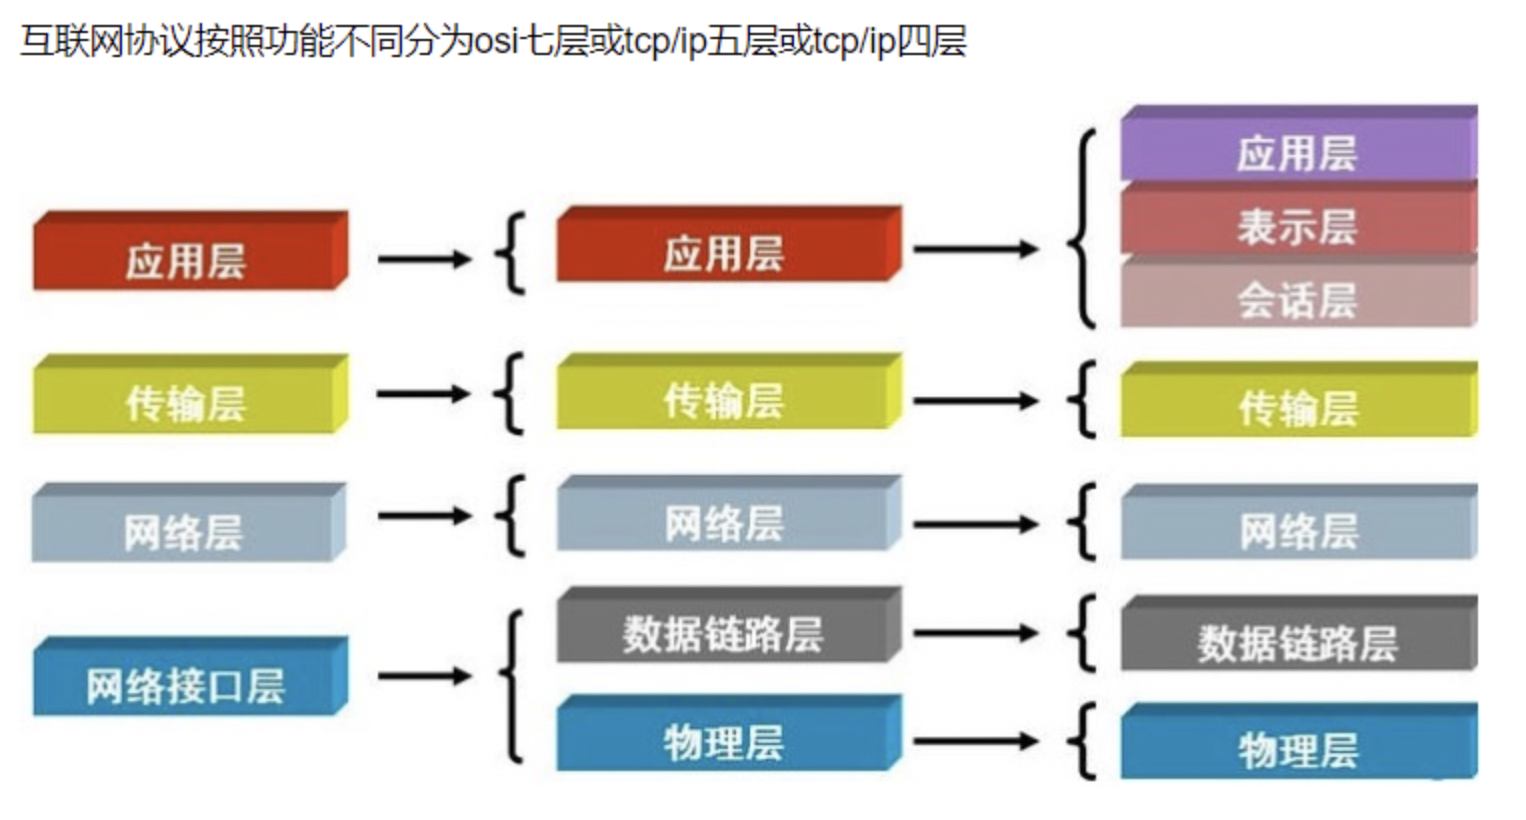 互联网协议按照功能不同分为osi七层或tcp/ip五层或tcp/ip四层
应用层
传输层
网络层
网络接口层
应用层
传输层
网络层
数据链路层
物理层
应用层
表示层
会话层
传输层
网络层
数据链路层
物理层